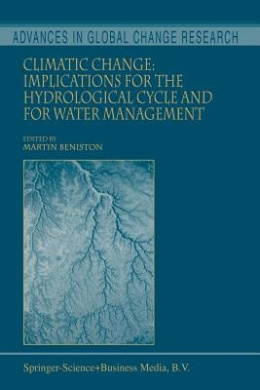 ADVANCES IN GLOBAL CHANGE RESEARCH
CLIMATIC CHANGE:
IMPLICATIONS FOR THE
HYDROLOGICAL CYCLE AND
FOR WATER MANAGEMENT
EDITED BY
MARTIN BENISTON
Springer-Science+Business Media, B.V.